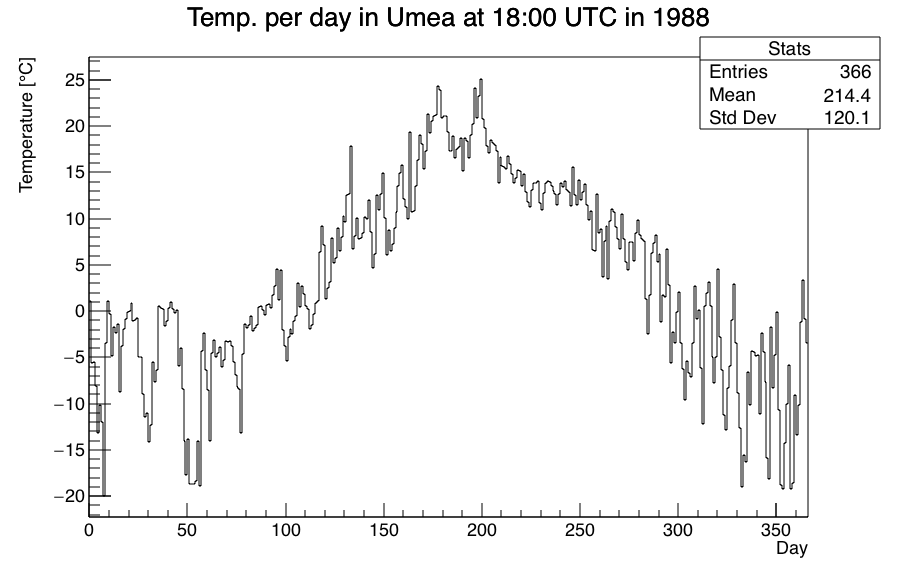 Temp. per day in Umea at 18:00 UTC in 1988
Stats
Entries 366
Mean 214.4
Std Dev 120.1
Temperature [°C]
25
20
15
10
5
0
−5
−10
−15
−20
0 50 100 150 200 250 300 350
Day